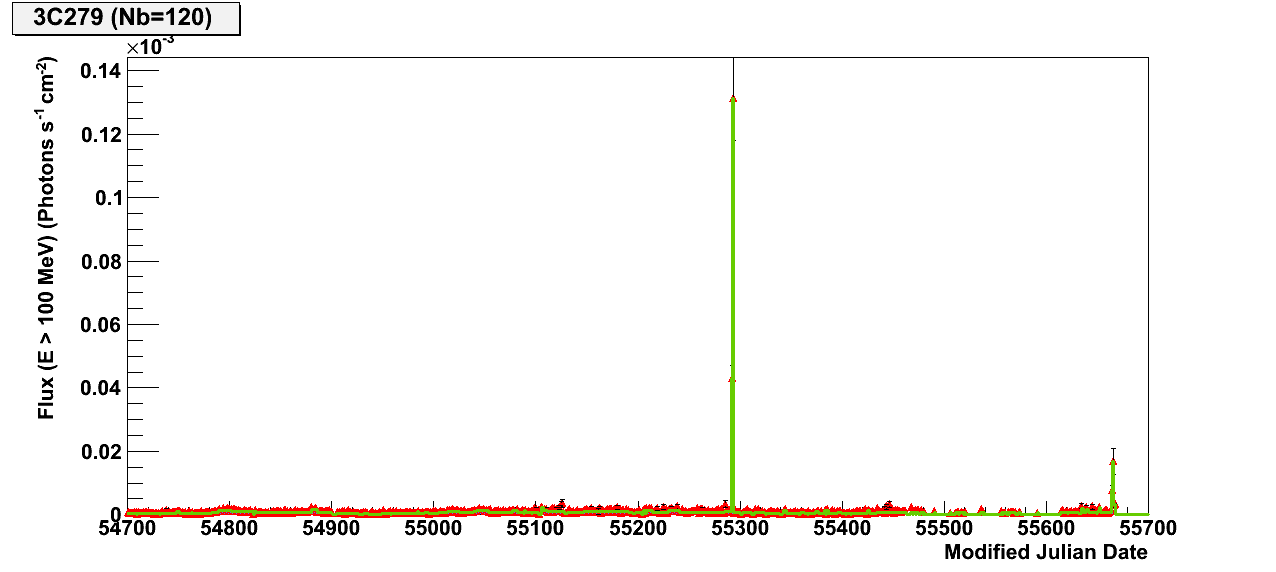 3C279 (Nb=120)
×10^-3
Flux (E > 100 MeV) (Photons s^-1 cm^-2)
0.14
0.12
0.1
0.08
0.06
0.04
0.02
0
54700 54800 54900 55000 55100 55200 55300 55400 55500 55600 55700
Modified Julian Date